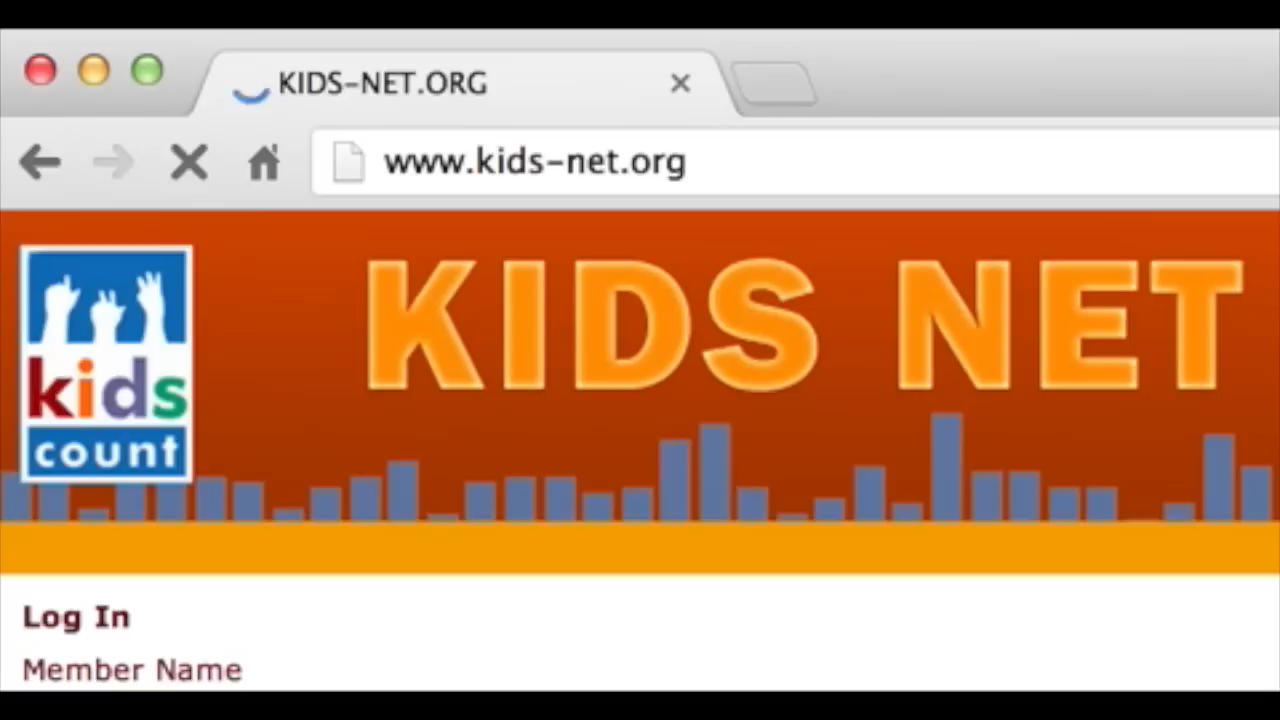 KIDS-NET.ORG
www.kids-net.org
KIDS NET
kids
count
Log In
Member Name